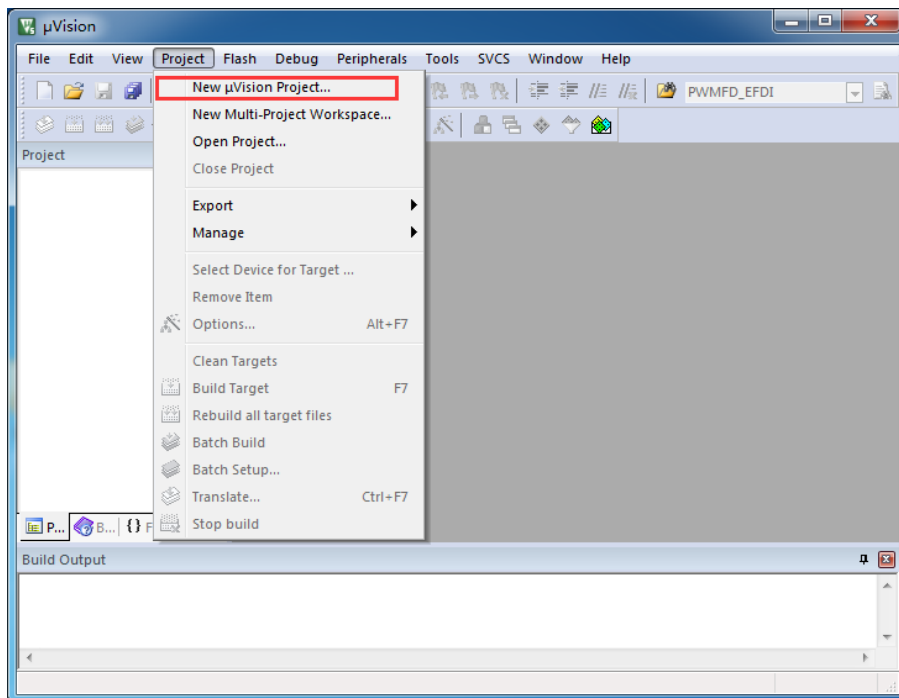 µVision
File Edit View Project Flash Debug Peripherals Tools SVCS Window Help
New µVision Project...
PWMFD_EFDI
New Multi-Project Workspace...
Open Project...
Project
Close Project
Export
Manage
Select Device for Target ...
Remove Item
Options... Alt+F7
Clean Targets
Build Target F7
Rebuild all target files
Batch Build
Batch Setup...
Translate... Ctrl+F7
P... B... {} F
Stop build
Build Output